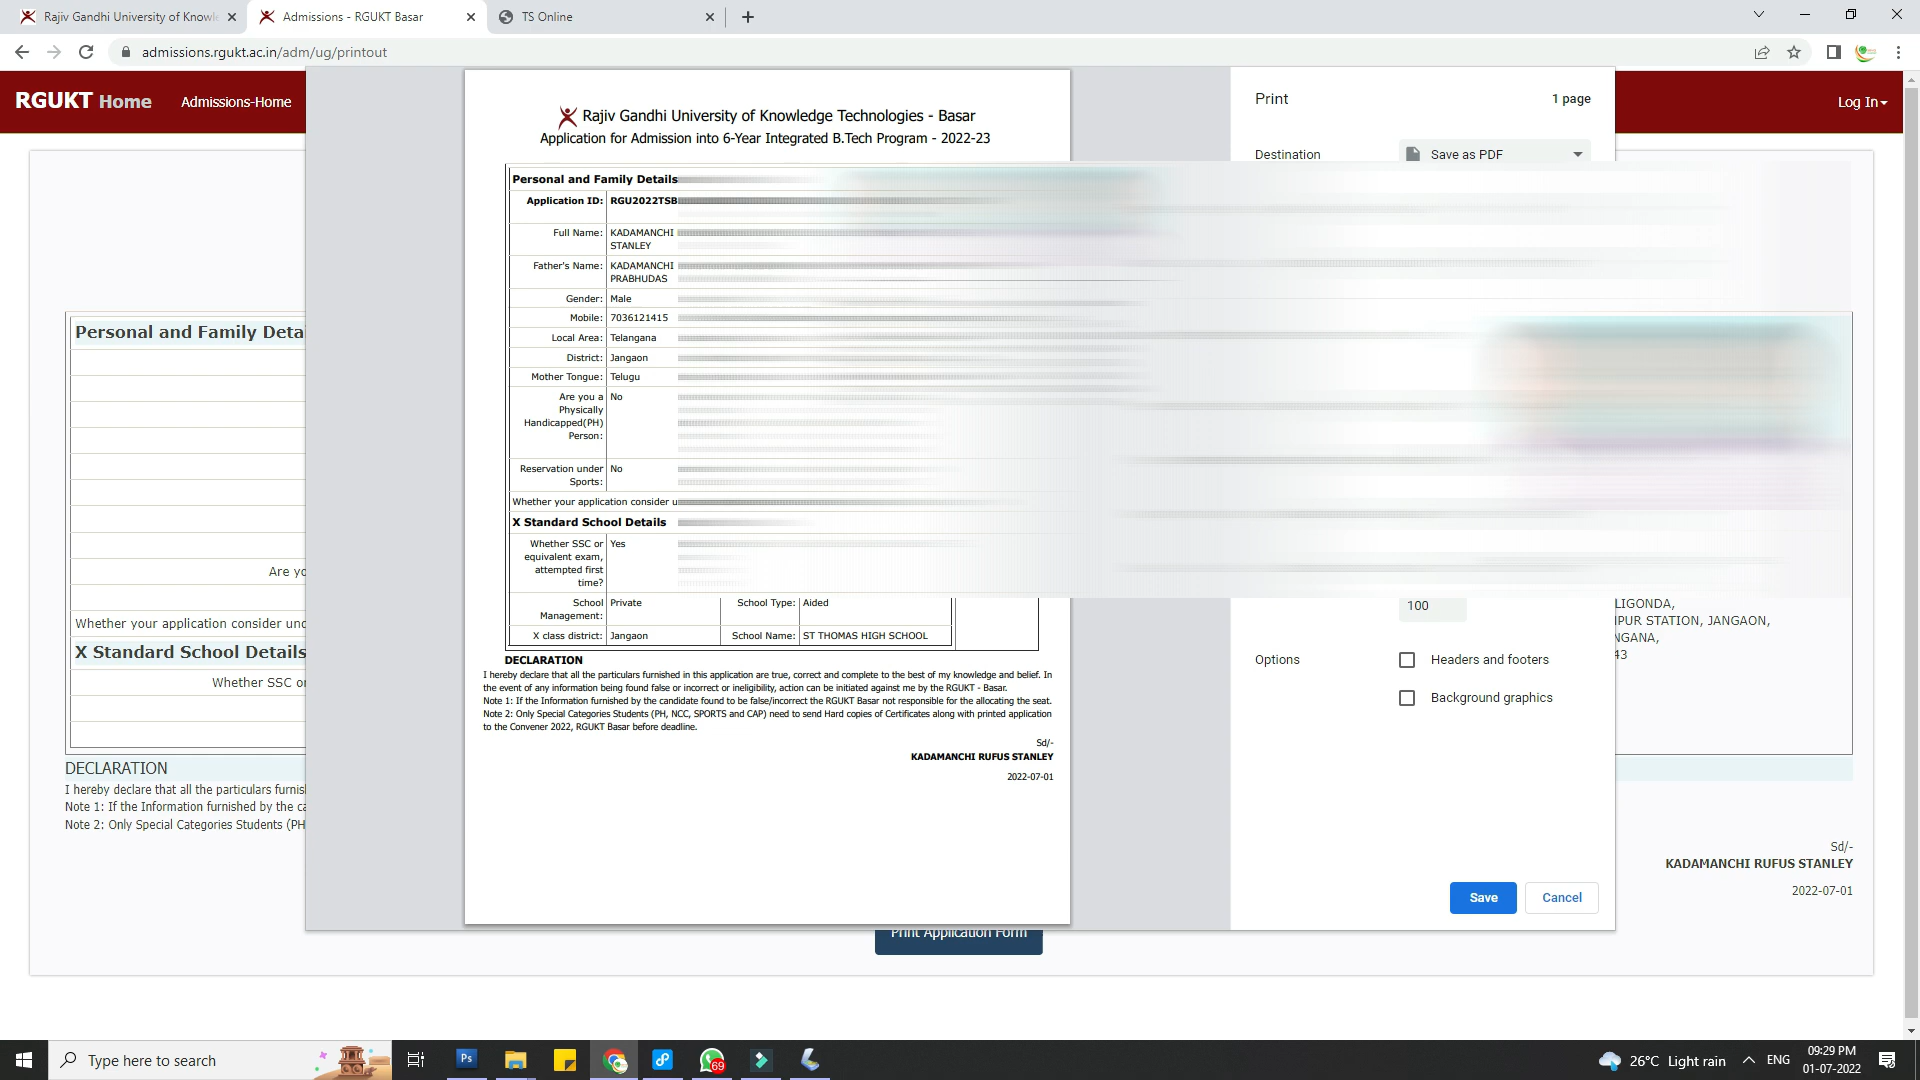 Rajiv Gandhi University of Knowle
Admissions - RGUKT Basar
TS Online
admissions.rgukt.ac.in/adm/ug/printout
RGUKT Home
Admissions-Home
Log In
Rajiv Gandhi University of Knowledge Technologies - Basar
Application for Admission into 6-Year Integrated B.Tech Program - 2022-23
Print
1 page
Destination
Save as PDF
Personal and Family Details
Application ID: RGU2022TSB
Full Name: KADAMANCHI
STANLEY
Father's Name: KADAMANCHI
PRABHUDAS
Gender: Male
Mobile: 7036121415
Local Area: Telangana
District: Jangaon
Mother Tongue: Telugu
Are you a No
Physically
Handicapped(PH)
Person:
Reservation under No
Sports:
Whether your application consider u
X Standard School Details
Whether SSC or Yes
equivalent exam,
attempted first
time?
School Private School Type: Aided
Management:
X class district: Jangaon School Name: ST THOMAS HIGH SCHOOL
DECLARATION
I hereby declare that all the particulars furnished in this application are true, correct and complete to the best of my knowledge and belief. In
the event of any information being found false or incorrect or ineligibility, action can be initiated against me by the RGUKT - Basar.
Note 1: If the Information furnished by the candidate found to be false/incorrect the RGUKT Basar not responsible for the allocating the seat.
Note 2: Only Special Categories Students (PH, NCC, SPORTS and CAP) need to send Hard copies of Certificates along with printed application
to the Convener 2022, RGUKT Basar before deadline.
Sd/-
KADAMANCHI RUFUS STANLEY
2022-07-01
100
Options
Headers and footers
Background graphics
Save
Cancel
Personal and Family Detai
Are yo
Whether your application consider unc
X Standard School Details
Whether SSC or
DECLARATION
I hereby declare that all the particulars furnis
Note 1: If the Information furnished by the ca
Note 2: Only Special Categories Students (PH
LIGONDA,
PUR STATION, JANGAON,
NGANA,
43
Sd/-
KADAMANCHI RUFUS STANLEY
2022-07-01
Print Application Form
Type here to search
Ps
69
26°C Light rain
ENG
09:29 PM
01-07-2022